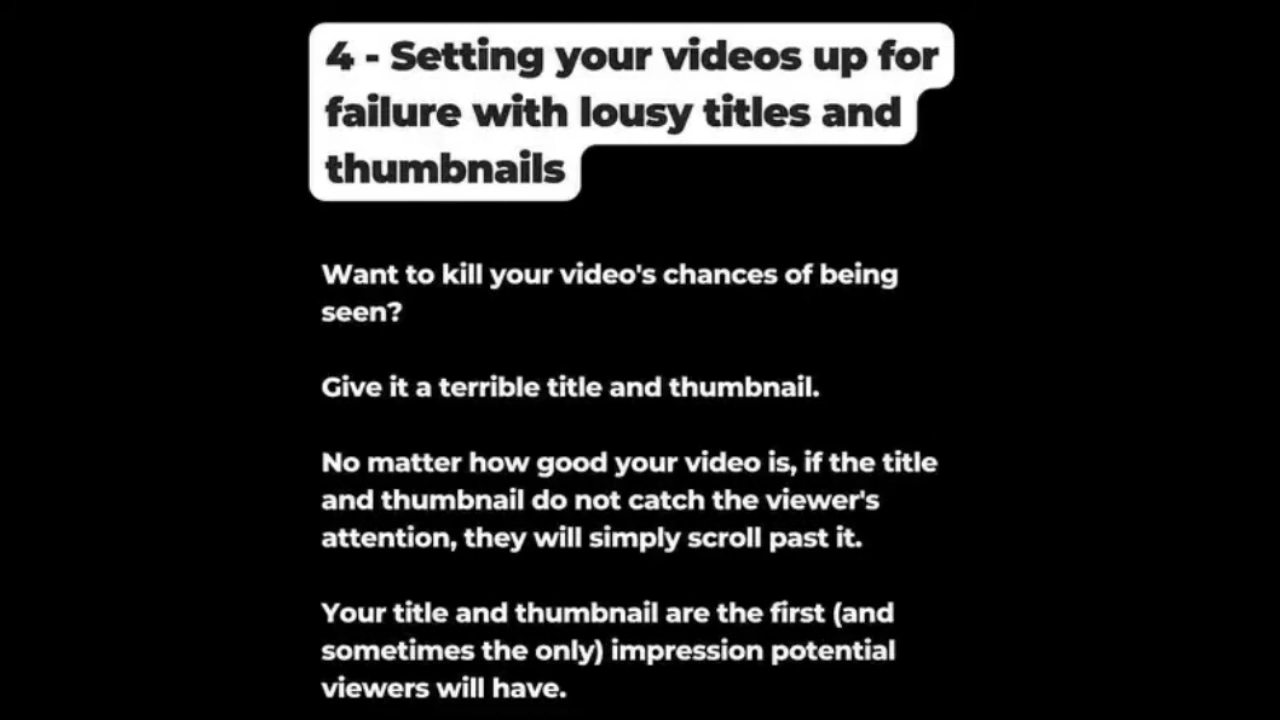 4 - Setting your videos up for
failure with lousy titles and
thumbnails
Want to kill your video's chances of being
seen?
Give it a terrible title and thumbnail.
No matter how good your video is, if the title
and thumbnail do not catch the viewer's
attention, they will simply scroll past it.
Your title and thumbnail are the first (and
sometimes the only) impression potential
viewers will have.